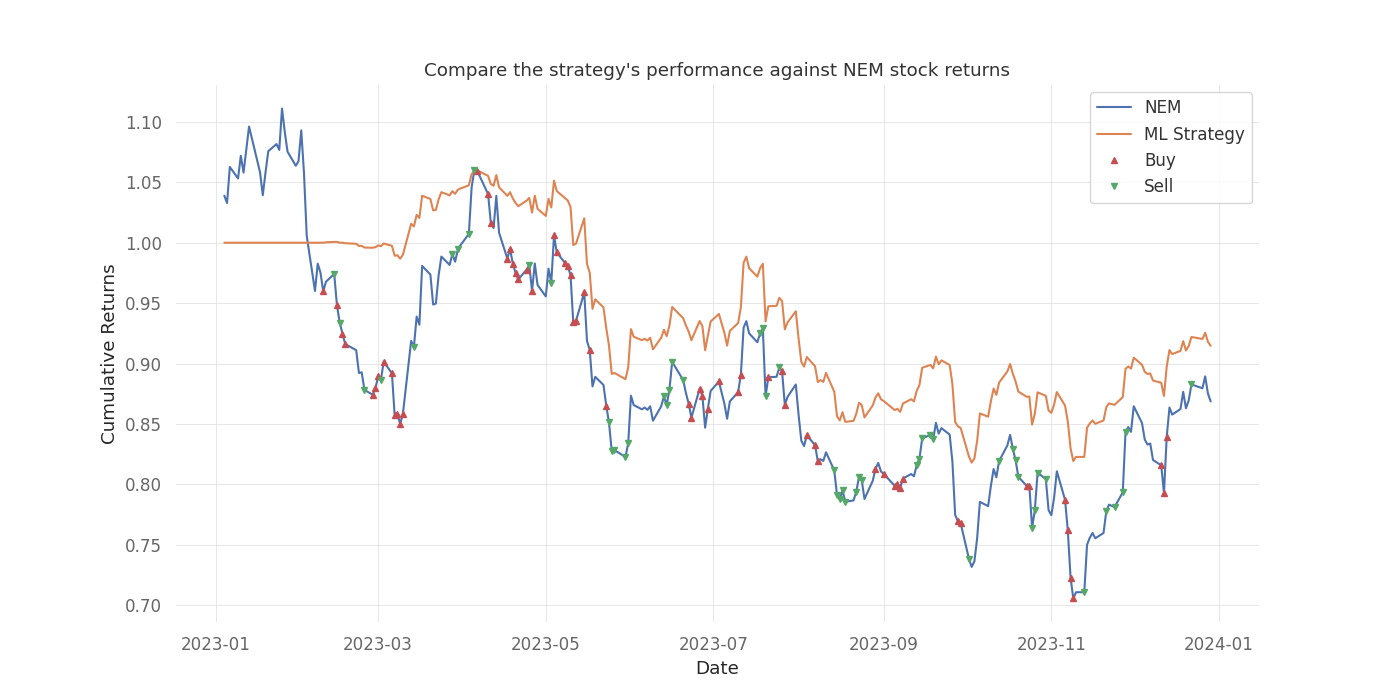 Compare the strategy's performance against NEM stock returns
NEM
ML Strategy
Buy
Sell
Cumulative Returns
1.10
1.05
1.00
0.95
0.90
0.85
0.80
0.75
0.70
2023-01
2023-03
2023-05
2023-07
2023-09
2023-11
2024-01
Date